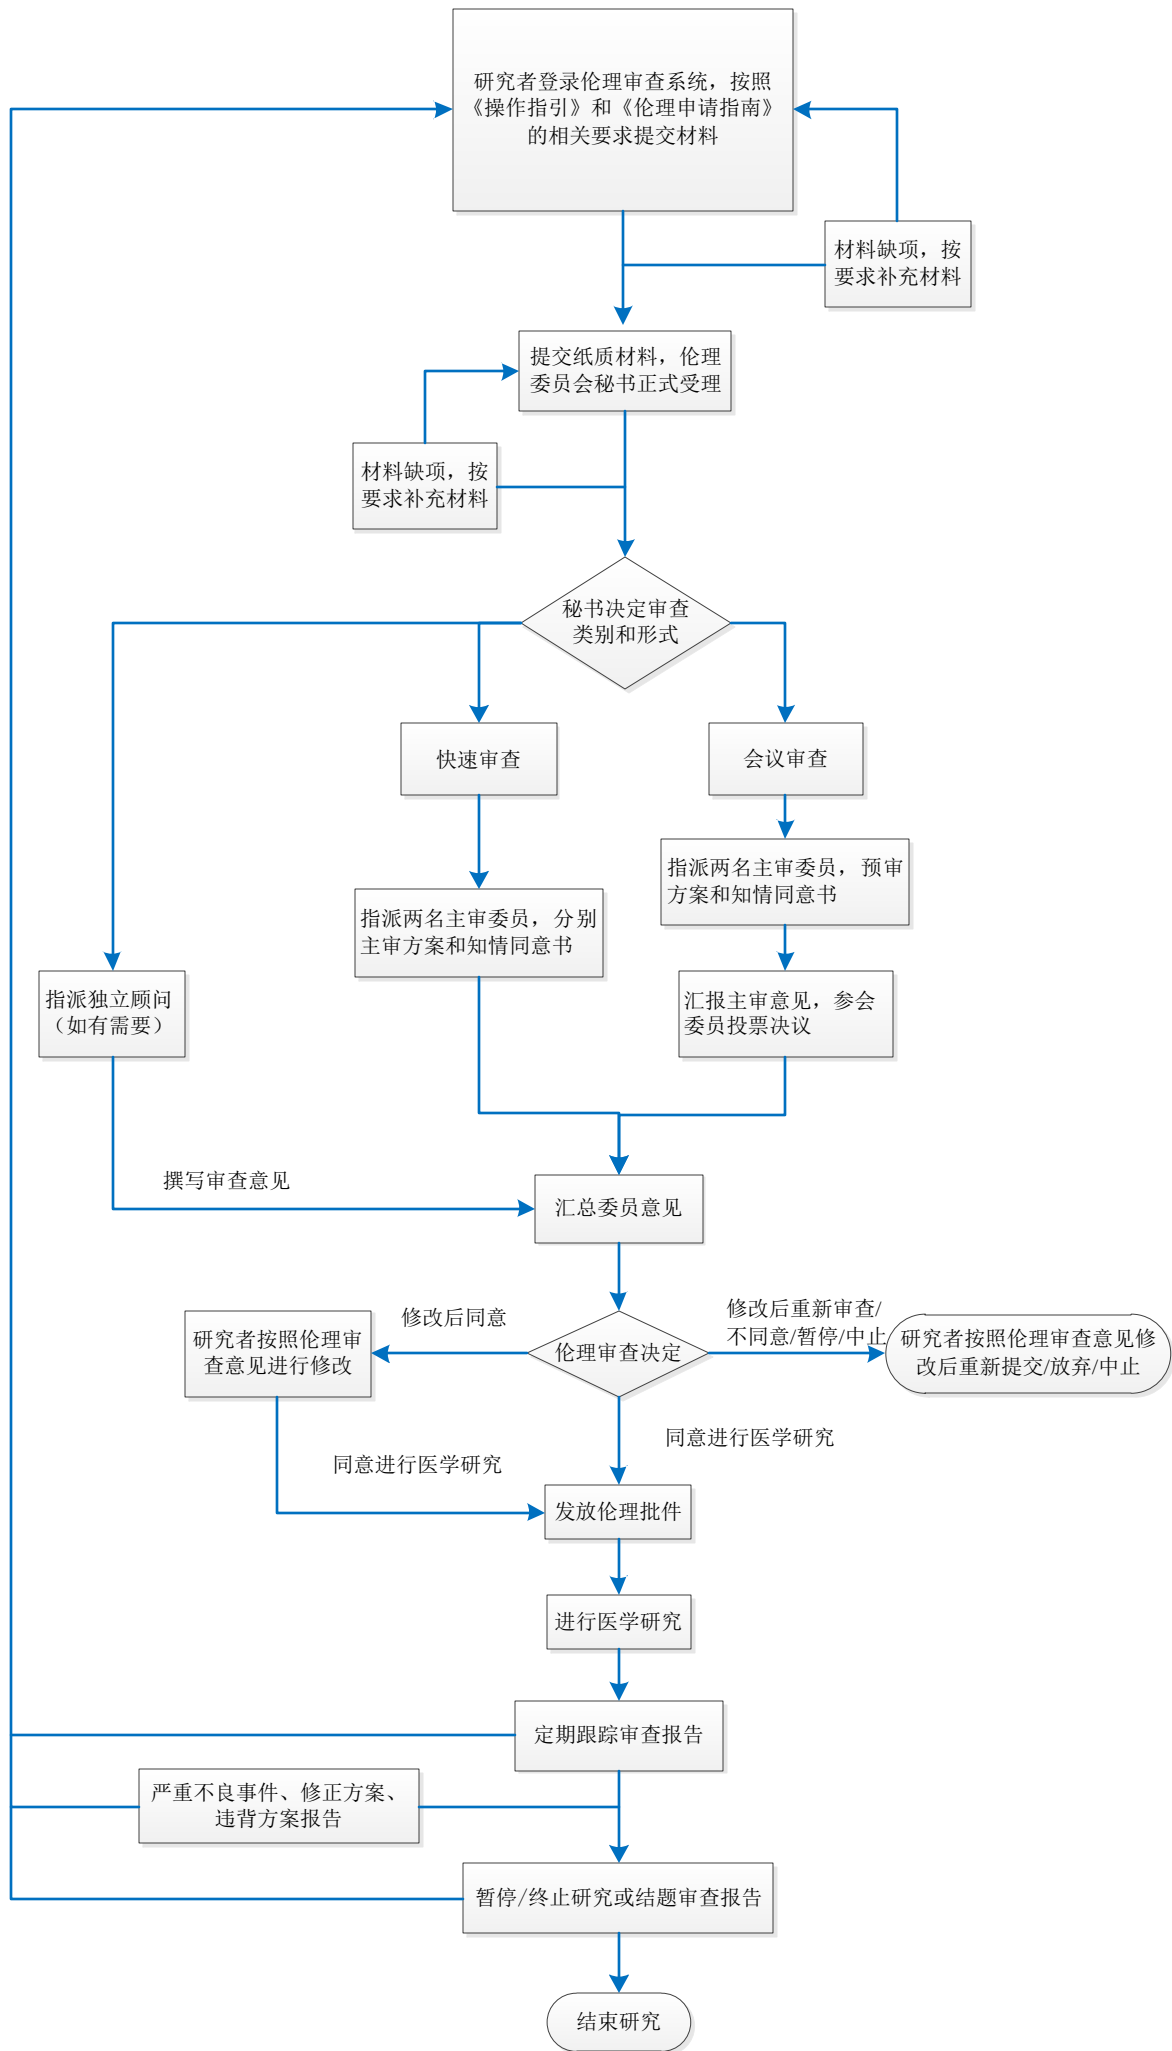 研究者登录伦理审查系统，按照
《操作指引》和《伦理申请指南》
的相关要求提交材料
材料缺项，按
要求补充材料
提交纸质材料，伦理
委员会秘书正式受理
材料缺项，按
要求补充材料
秘书决定审查
类别和形式
快速审查
会议审查
指派两名主审委员，预审
方案和知情同意书
指派两名主审委员，分别
主审方案和知情同意书
指派独立顾问
（如有需要）
汇报主审意见，参会
委员投票决议
撰写审查意见
汇总委员意见
修改后同意
修改后重新审查/
不同意/暂停/中止
研究者按照伦理审
查意见进行修改
伦理审查决定
研究者按照伦理审查意见修
改后重新提交/放弃/中止
同意进行医学研究
同意进行医学研究
发放伦理批件
进行医学研究
定期跟踪审查报告
严重不良事件、修正方案、
违背方案报告
暂停/终止研究或结题审查报告
结束研究